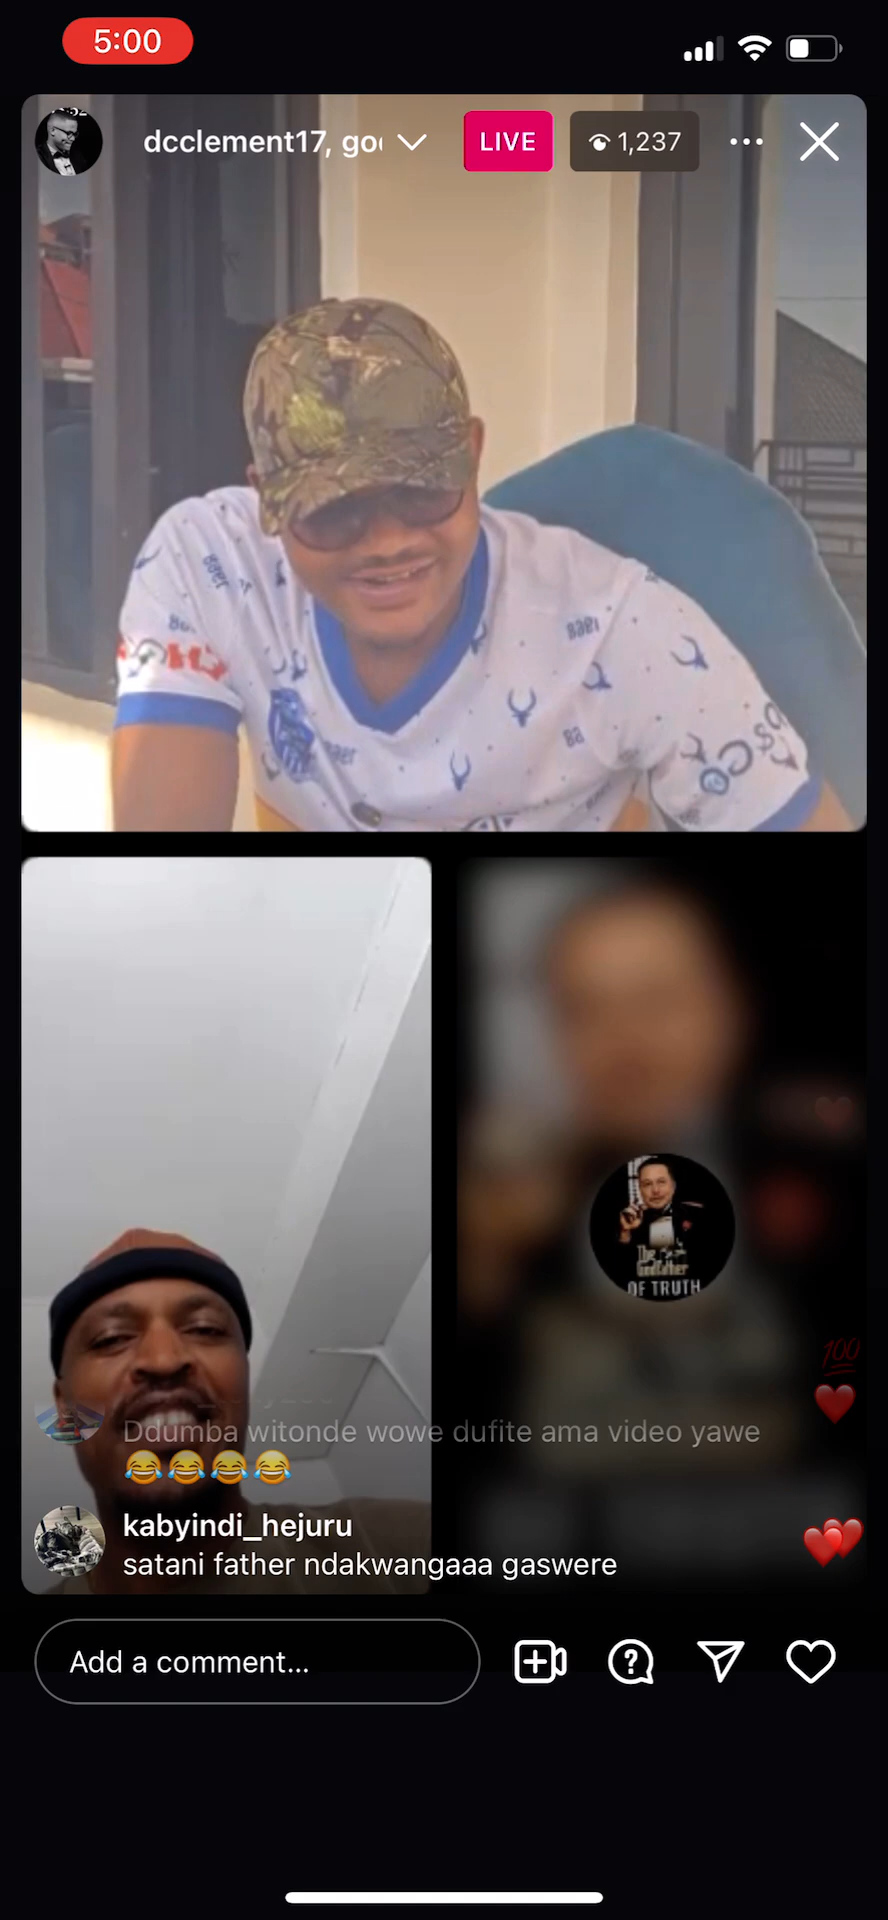 5:00
dcclement17, go
LIVE
1,237
The
Godfather
OF TRUTH
100
Ddumba witonde wowe dufite ama video yawe
😂😂😂😂
kabyindi_hejuru
satani father ndakwangaaa gaswere
Add a comment...